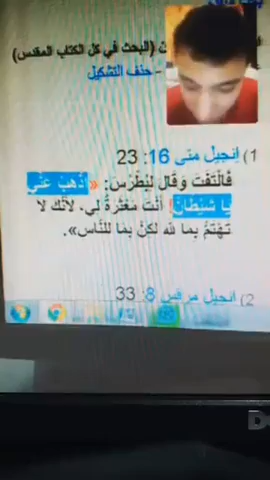 (البحث في كل الكتاب المقدس)
- حذف التشكيل
1) إنجيل متى 16: 23
فَالْتَفَتَ وَقَالَ لِبُطْرُسَ: «اذْهَبْ عَنِّي
يَا شَيْطَانُ! أَنْتَ مَعْثَرَةٌ لِي، لأَنَّكَ لاَ
تَهْتَمُّ بِمَا للهِ لكِنْ بِمَا لِلنَّاسِ».
2) إنجيل مرقس 8: 33